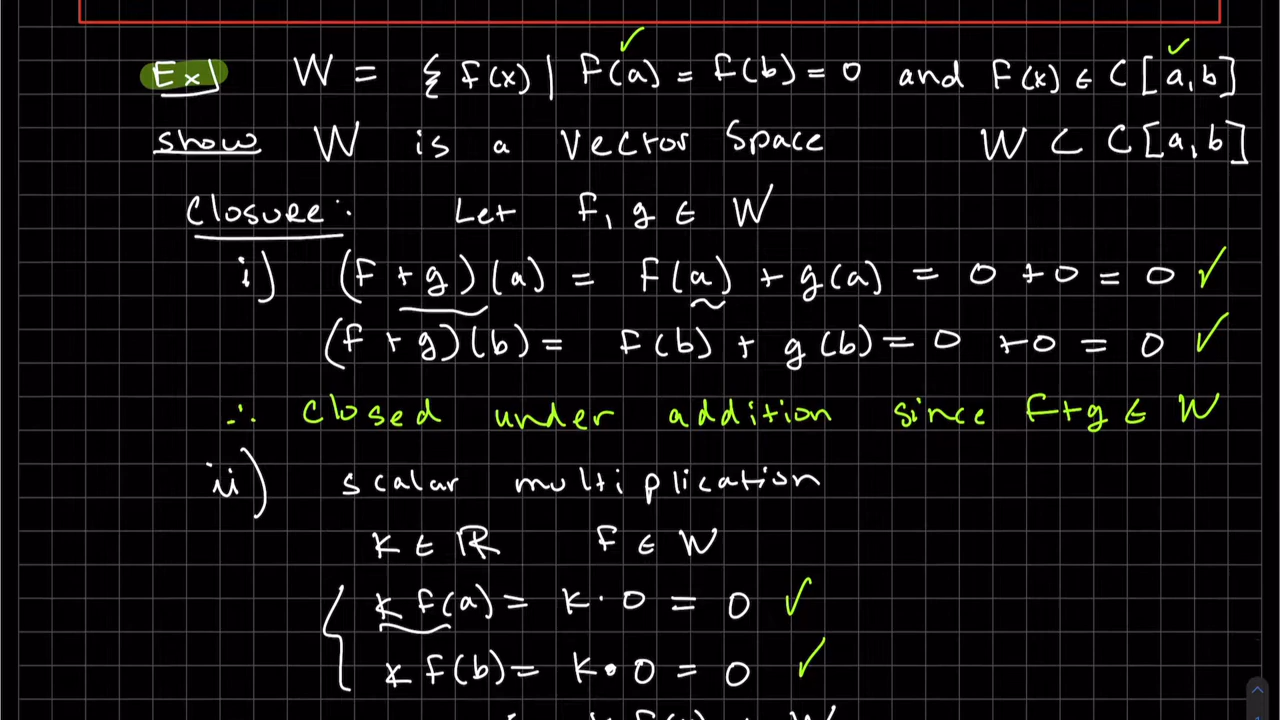 Ex] W = { f(x) | f(a) = f(b) = 0 and f(x) ∈ C[a,b]
show W is a Vector Space W ⊂ C[a,b]
Closure: Let f, g ∈ W
i) (f+g)(a) = f(a) + g(a) = 0 + 0 = 0 ✓
(f+g)(b) = f(b) + g(b) = 0 + 0 = 0 ✓
∴ closed under addition since f+g ∈ W
ii) scalar multiplication
k ∈ ℝ f ∈ W
k f(a) = k · 0 = 0 ✓
k f(b) = k · 0 = 0 ✓